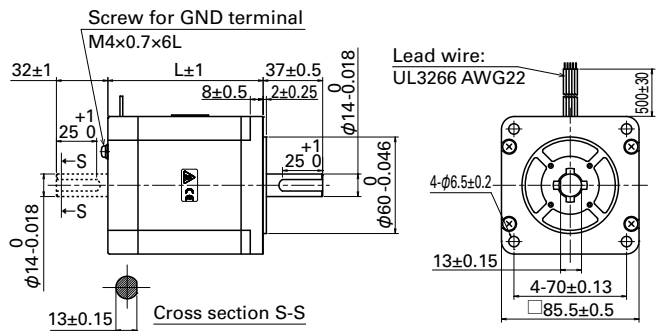 Screw for GND terminal
M4×0.7×6L
32±1
L±1
37±0.5
8±0.5
2±0.25
0
ϕ14-0.018
+1
25 0
S
S
0
ϕ14-0.018
+1
25 0
0
ϕ60-0.046
13±0.15
Cross section S-S
Lead wire:
UL3266 AWG22
500±30
4-ϕ6.5±0.2
13±0.15
4-70±0.13
□85.5±0.5
CE